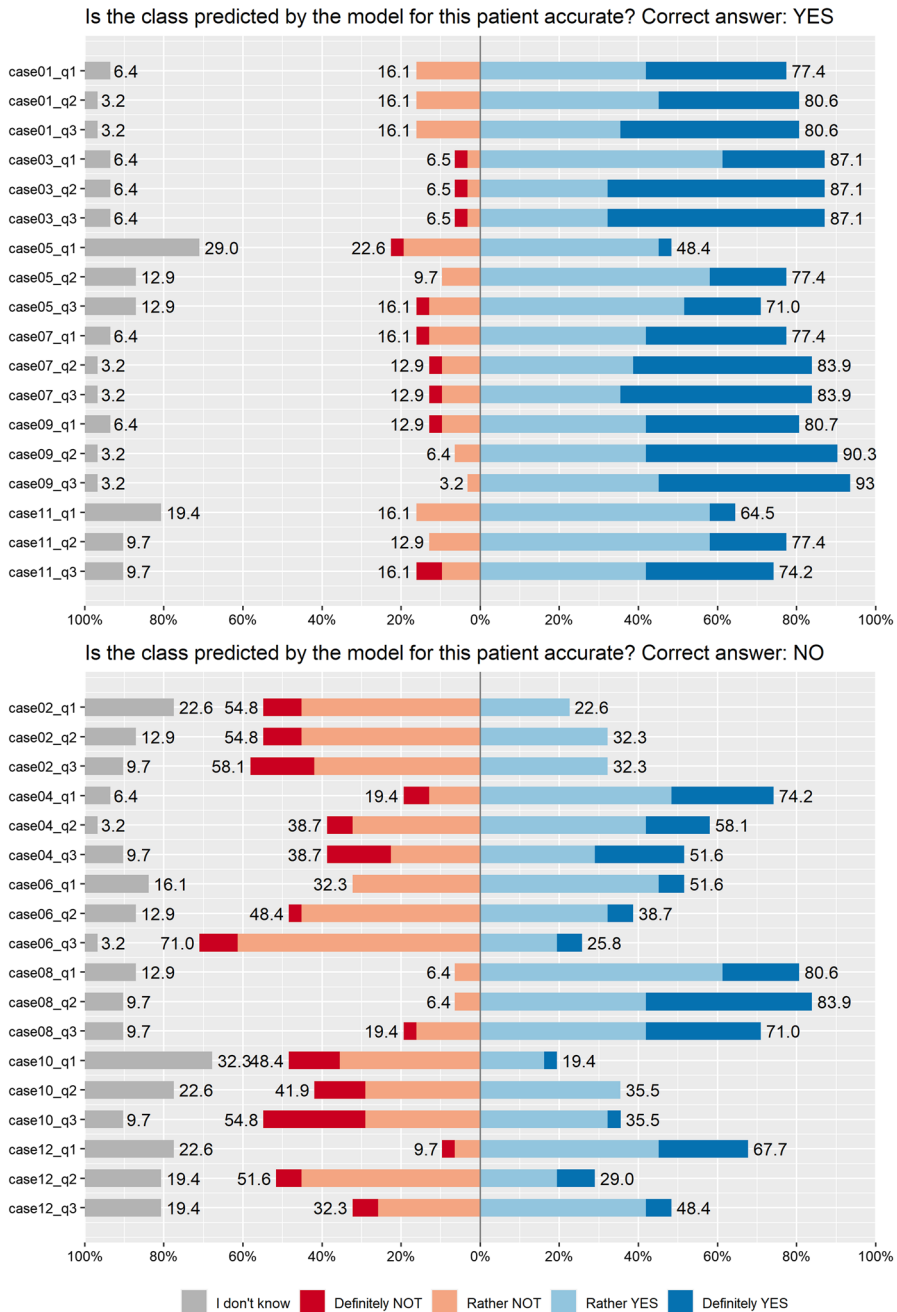 Is the class predicted by the model for this patient accurate? Correct answer: YES
case01_q1 6.4 16.1 77.4
case01_q2 3.2 16.1 80.6
case01_q3 3.2 16.1 80.6
case03_q1 6.4 6.5 87.1
case03_q2 6.4 6.5 87.1
case03_q3 6.4 6.5 87.1
case05_q1 29.0 22.6 48.4
case05_q2 12.9 9.7 77.4
case05_q3 12.9 16.1 71.0
case07_q1 6.4 16.1 77.4
case07_q2 3.2 12.9 83.9
case07_q3 3.2 12.9 83.9
case09_q1 6.4 12.9 80.7
case09_q2 3.2 6.4 90.3
case09_q3 3.2 3.2 93
case11_q1 19.4 16.1 64.5
case11_q2 9.7 12.9 77.4
case11_q3 9.7 16.1 74.2
100% 80% 60% 40% 20% 0% 20% 40% 60% 80% 100%
Is the class predicted by the model for this patient accurate? Correct answer: NO
case02_q1 22.6 54.8 22.6
case02_q2 12.9 54.8 32.3
case02_q3 9.7 58.1 32.3
case04_q1 6.4 19.4 74.2
case04_q2 3.2 38.7 58.1
case04_q3 9.7 38.7 51.6
case06_q1 16.1 32.3 51.6
case06_q2 12.9 48.4 38.7
case06_q3 3.2 71.0 25.8
case08_q1 12.9 6.4 80.6
case08_q2 9.7 6.4 83.9
case08_q3 9.7 19.4 71.0
case10_q1 32.3 48.4 19.4
case10_q2 22.6 41.9 35.5
case10_q3 9.7 54.8 35.5
case12_q1 22.6 9.7 67.7
case12_q2 19.4 51.6 29.0
case12_q3 19.4 32.3 48.4
100% 80% 60% 40% 20% 0% 20% 40% 60% 80% 100%
I don't know Definitely NOT Rather NOT Rather YES Definitely YES